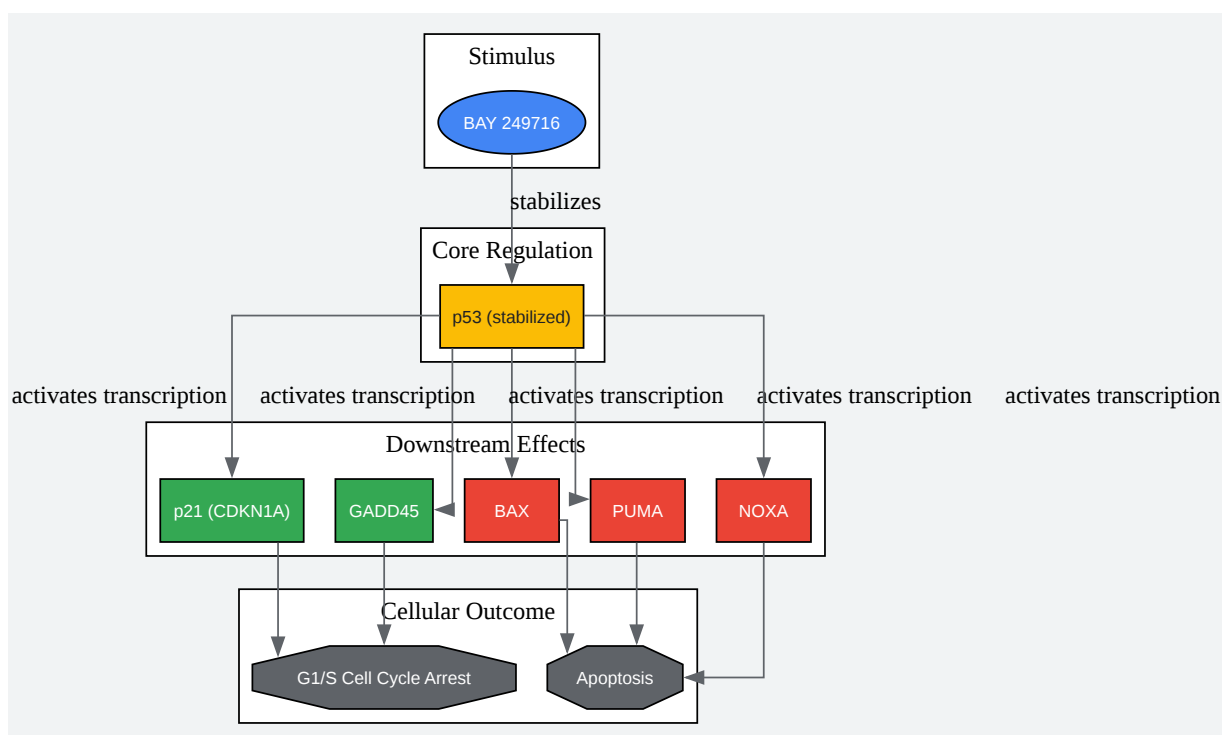 Stimulus
BAY 249716
stabilizes
Core Regulation
p53 (stabilized)
activates transcription
activates transcription
activates transcription
activates transcription
activates transcription
Downstream Effects
p21 (CDKN1A)
GADD45
BAX
PUMA
NOXA
Cellular Outcome
G1/S Cell Cycle Arrest
Apoptosis